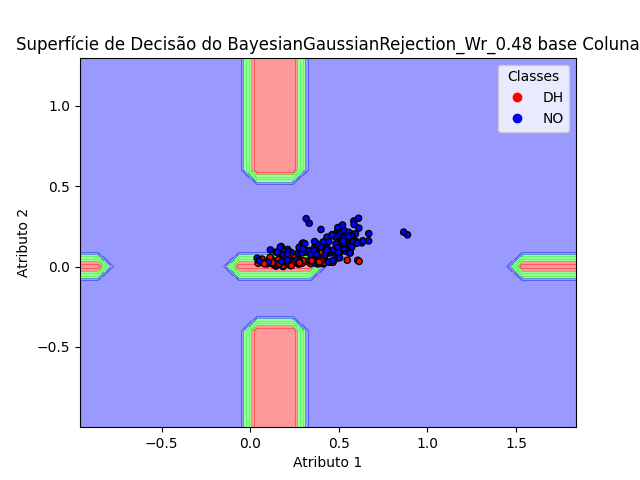 Superfície de Decisão do BayesianGaussianRejection_Wr_0.48 base Coluna
Classes
DH
NO
1.0
0.5
0.0
−0.5
Atributo 2
−0.5
0.0
0.5
1.0
1.5
Atributo 1